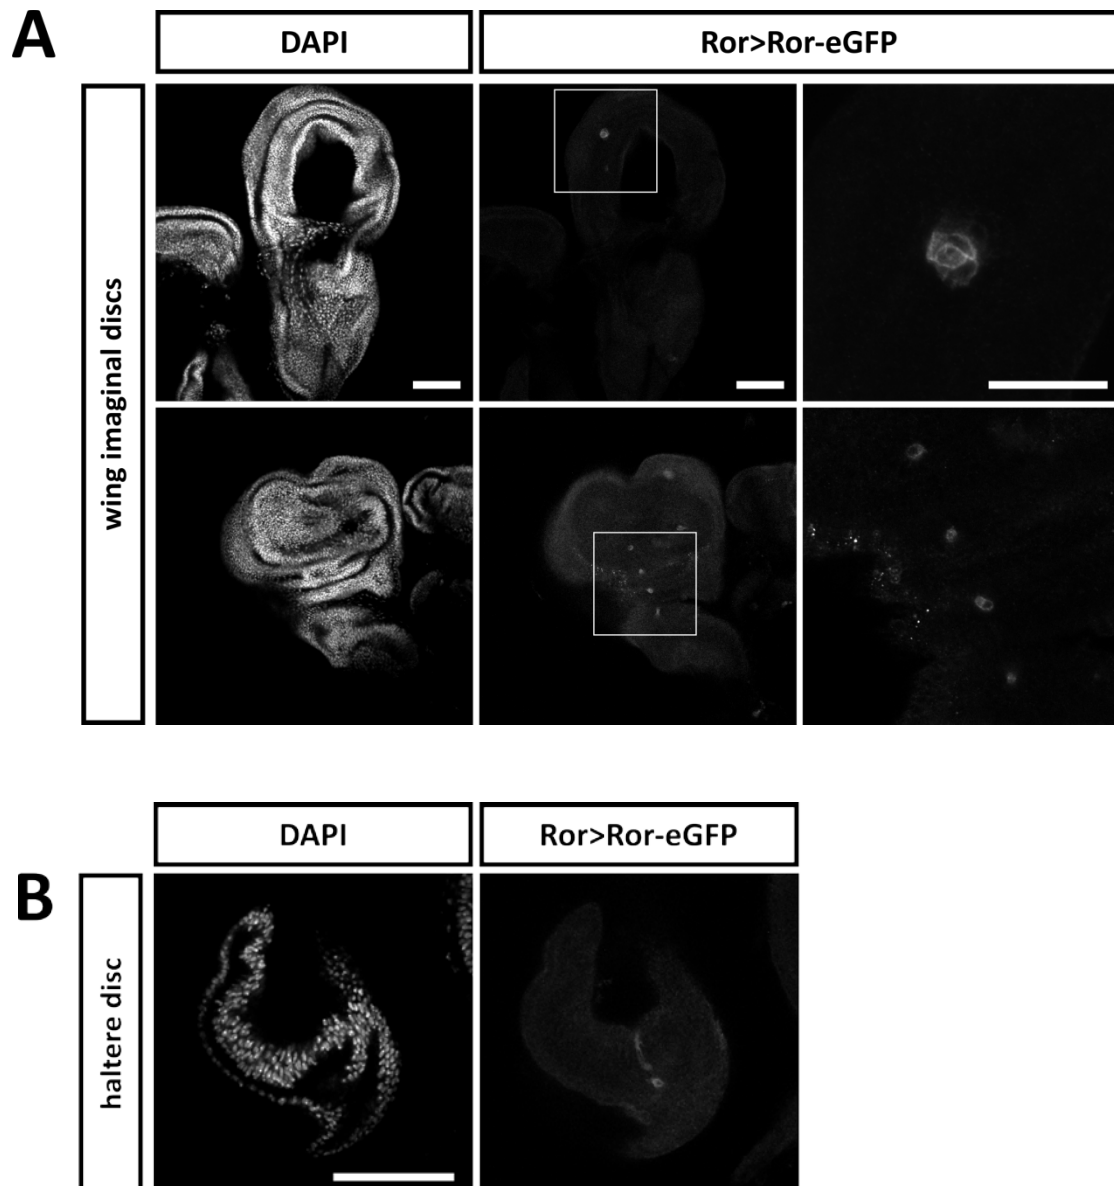 A
DAPI
Ror>Ror-eGFP
wing imaginal discs
DAPI
Ror>Ror-eGFP
B
haltere disc